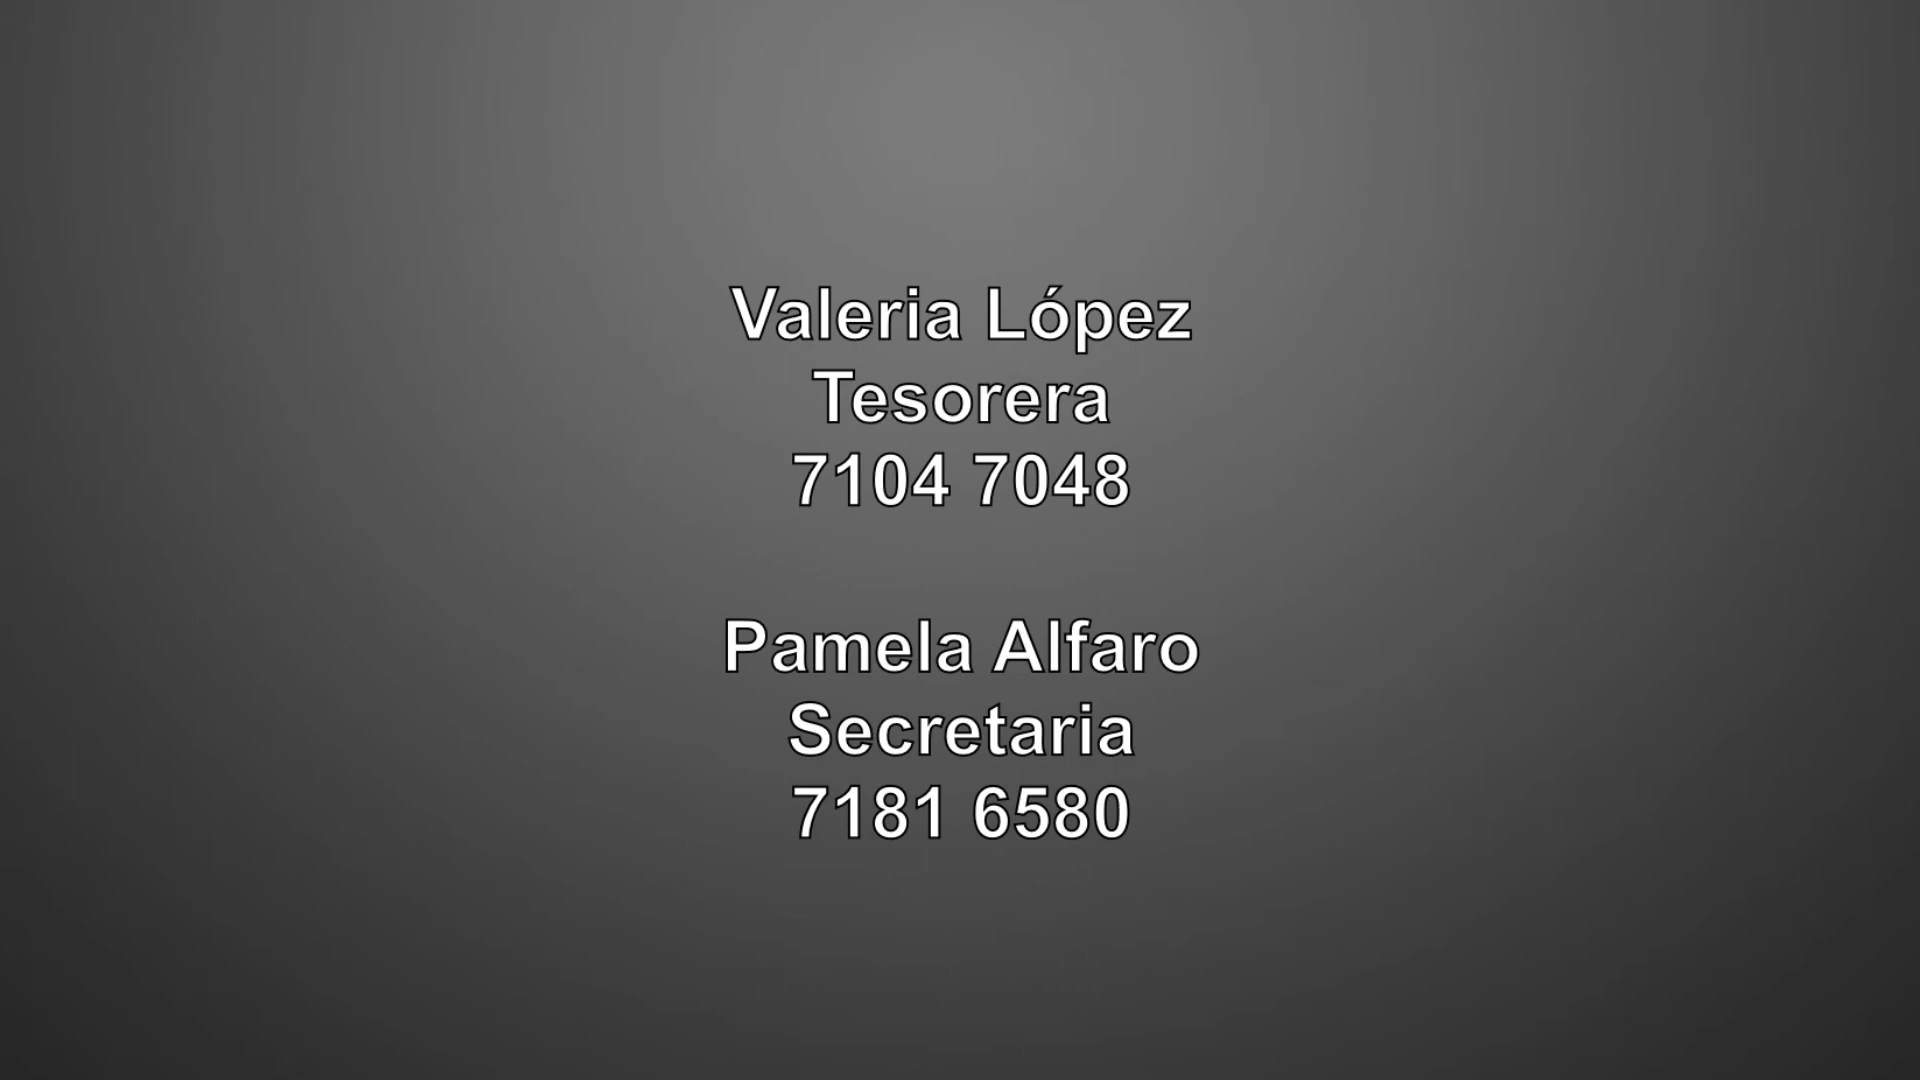 Valeria López
Tesorera
7104 7048
Pamela Alfaro
Secretaria
7181 6580